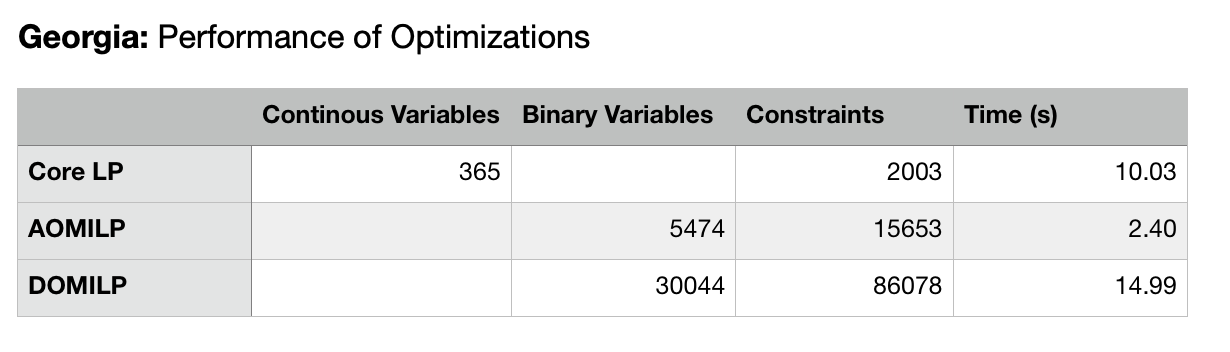 Georgia: Performance of Optimizations
Continous Variables Binary Variables Constraints Time (s)
Core LP 365 2003 10.03
AOMILP 5474 15653 2.40
DOMILP 30044 86078 14.99